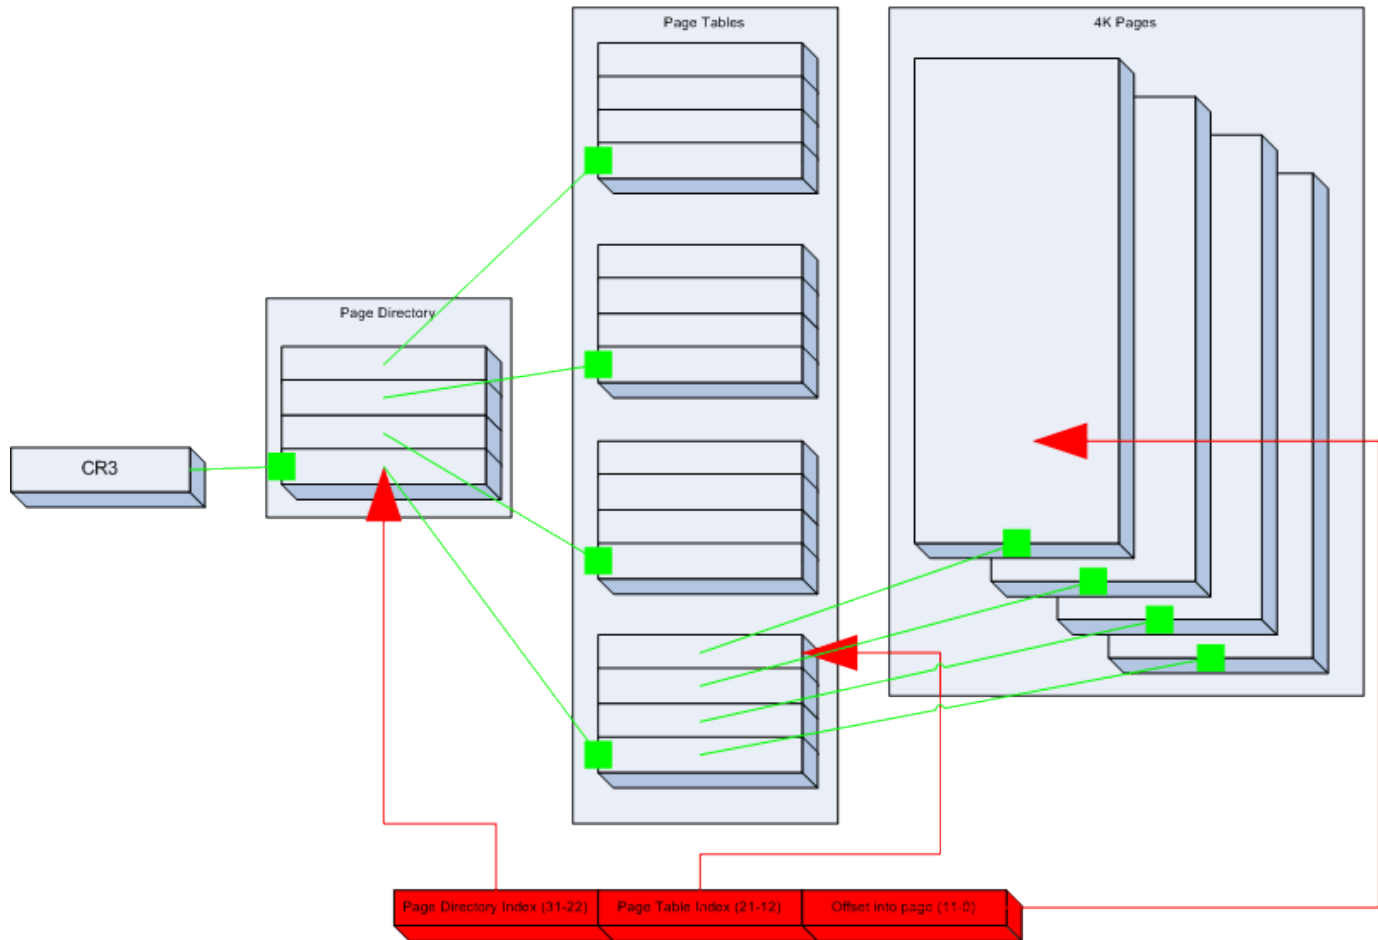 Page Tables
4K Pages
Page Directory
CR3
Page Directory Index (31-22)
Page Table Index (21-12)
Offset into page (11-0)